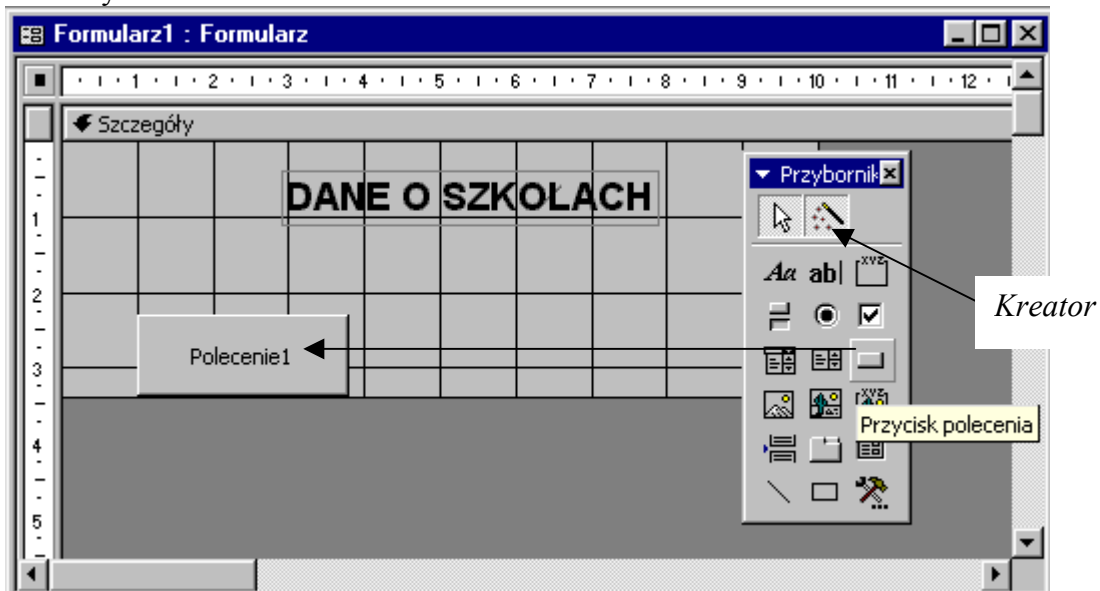 Formularz1 : Formularz
1 2 3 4 5 6 7 8 9 10 11 12
Szczegóły
DANE O SZKOŁACH
Przybornik
1
Aa ab| XYZ
2
Kreator
Polecenie1
3
XYZ
Przycisk polecenia
4
5